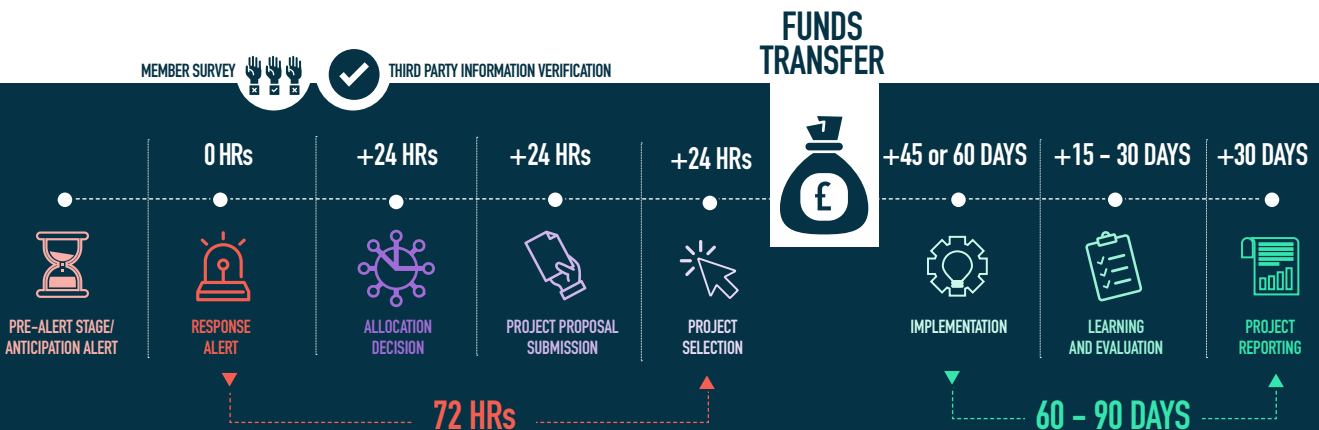 FUNDS
TRANSFER
MEMBER SURVEY
THIRD PARTY INFORMATION VERIFICATION
0 HRs
+24 HRs
+24 HRs
+24 HRs
£
+45 or 60 DAYS
+15 - 30 DAYS
+30 DAYS
PRE-ALERT STAGE/
ANTICIPATION ALERT
RESPONSE
ALERT
ALLOCATION
DECISION
PROJECT PROPOSAL
SUBMISSION
PROJECT
SELECTION
IMPLEMENTATION
LEARNING
AND EVALUATION
PROJECT
REPORTING
72 HRs
60 – 90 DAYS